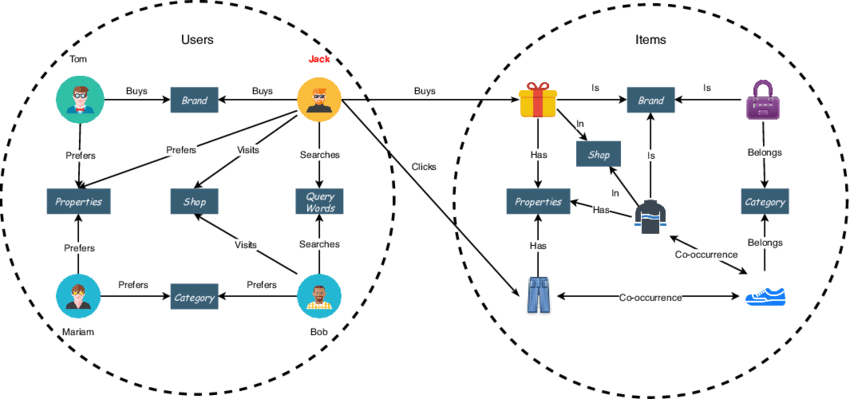 Users
Items
Tom
Jack
Buys
Brand
Buys
Buys
Is
Brand
Is
In
Prefers
Prefers
Visits
Searches
Has
Shop
Is
Belongs
Clicks
Properties
Shop
Query
Words
Properties
In
Has
Category
Prefers
Visits
Searches
Has
Belongs
Co-occurrence
Prefers
Category
Prefers
Co-occurrence
Mariam
Bob